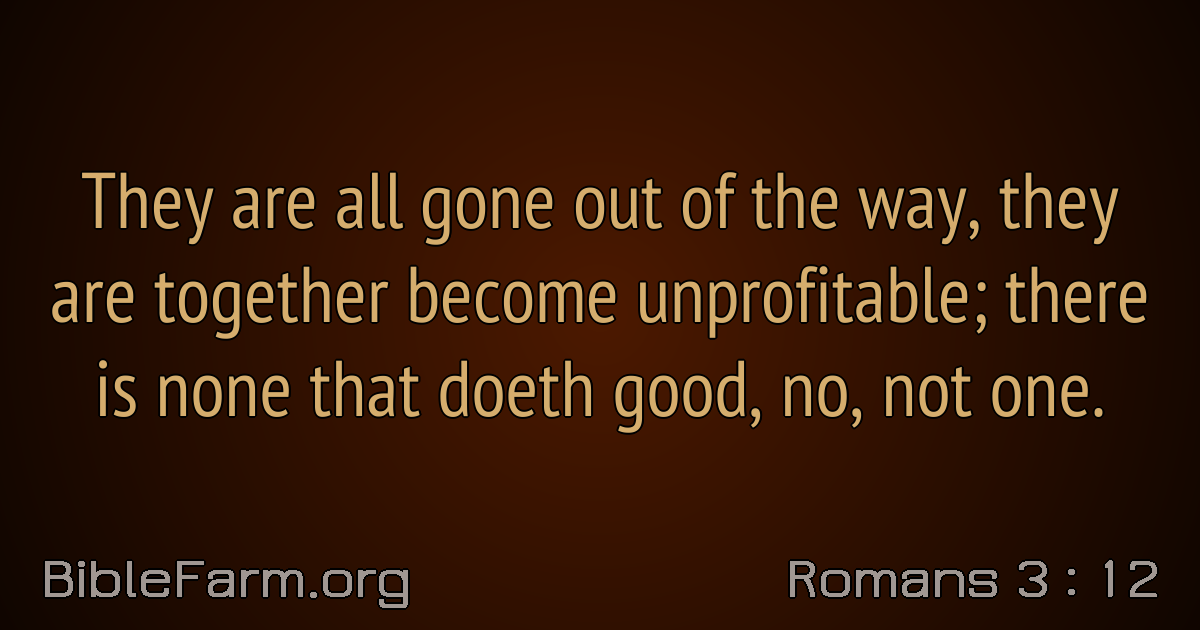 They are all gone out of the way, they
are together become unprofitable; there
is none that doeth good, no, not one.
BibleFarm.org
Romans 3 : 12